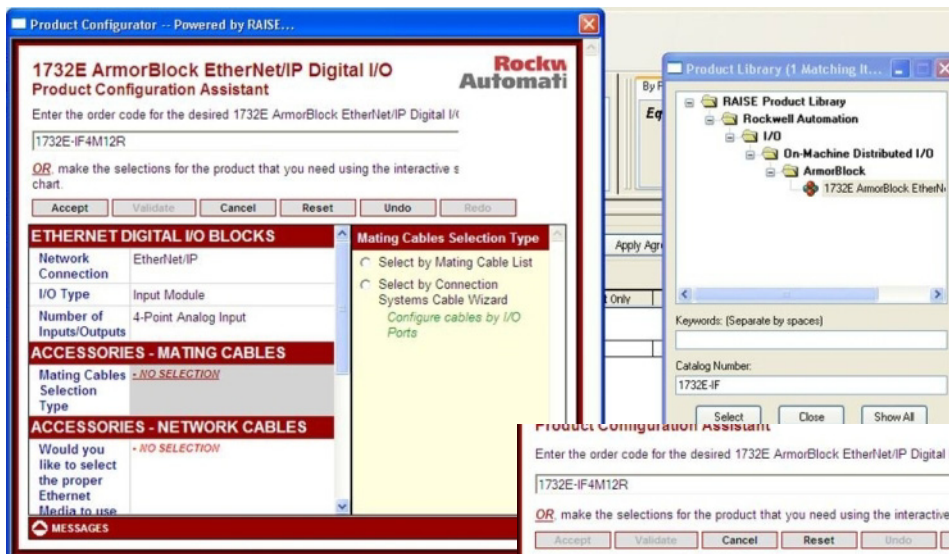 Product Configurator -- Powered by RAISE...
1732E ArmorBlock EtherNet/IP Digital I/O
Product Configuration Assistant
Rockw
Automati
Enter the order code for the desired 1732E ArmorBlock EtherNet/IP Digital I/
1732E-IF4M12R
OR, make the selections for the product that you need using the interactive s
chart.
Accept
Validate
Cancel
Reset
Undo
Redo
ETHERNET DIGITAL I/O BLOCKS
Network Connection
EtherNet/IP
I/O Type
Input Module
Number of Inputs/Outputs
4-Point Analog Input
ACCESSORIES - MATING CABLES
Mating Cables Selection Type
- NO SELECTION
ACCESSORIES - NETWORK CABLES
Would you like to select the proper Ethernet Media to use
- NO SELECTION
MESSAGES
Mating Cables Selection Type
Select by Mating Cable List
Select by Connection
Systems Cable Wizard
Configure cables by I/O
Ports
By F
Eq
Apply Agr
t Only
Product Library (1 Matching It...
RAISE Product Library
Rockwell Automation
I/O
On-Machine Distributed I/O
ArmorBlock
1732E ArmorBlock EtherN
Keywords: (Separate by spaces)
Catalog Number:
1732E-IF
Select
Close
Show All
Product Configuration Assistant
Enter the order code for the desired 1732E ArmorBlock EtherNet/IP Digital
1732E-IF4M12R
OR, make the selections for the product that you need using the interactive
Accept
Validate
Cancel
Reset
Undo